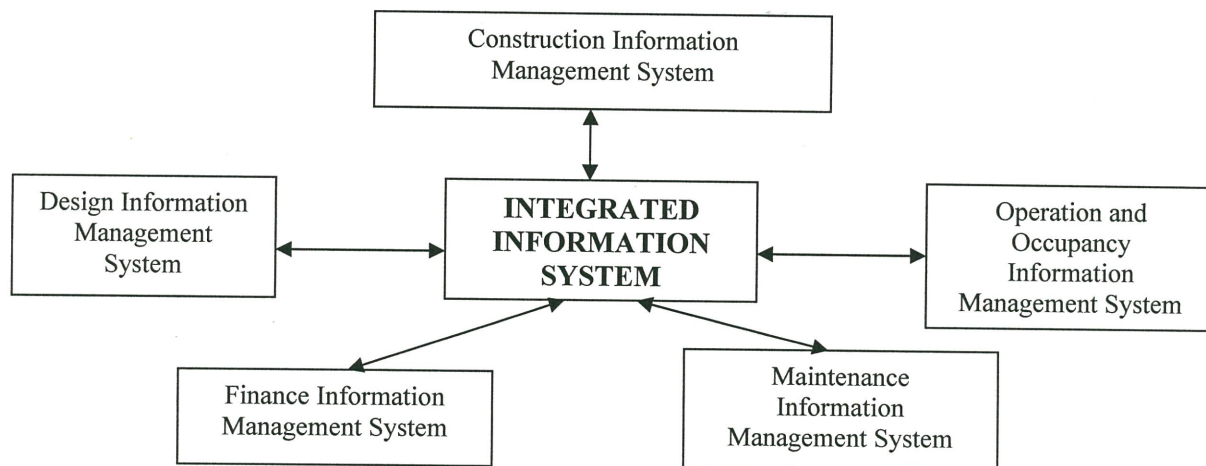 Construction Information
Management System
Design Information
Management
System
INTEGRATED
INFORMATION
SYSTEM
Operation and
Occupancy
Information
Management System
Finance Information
Management System
Maintenance
Information
Management System